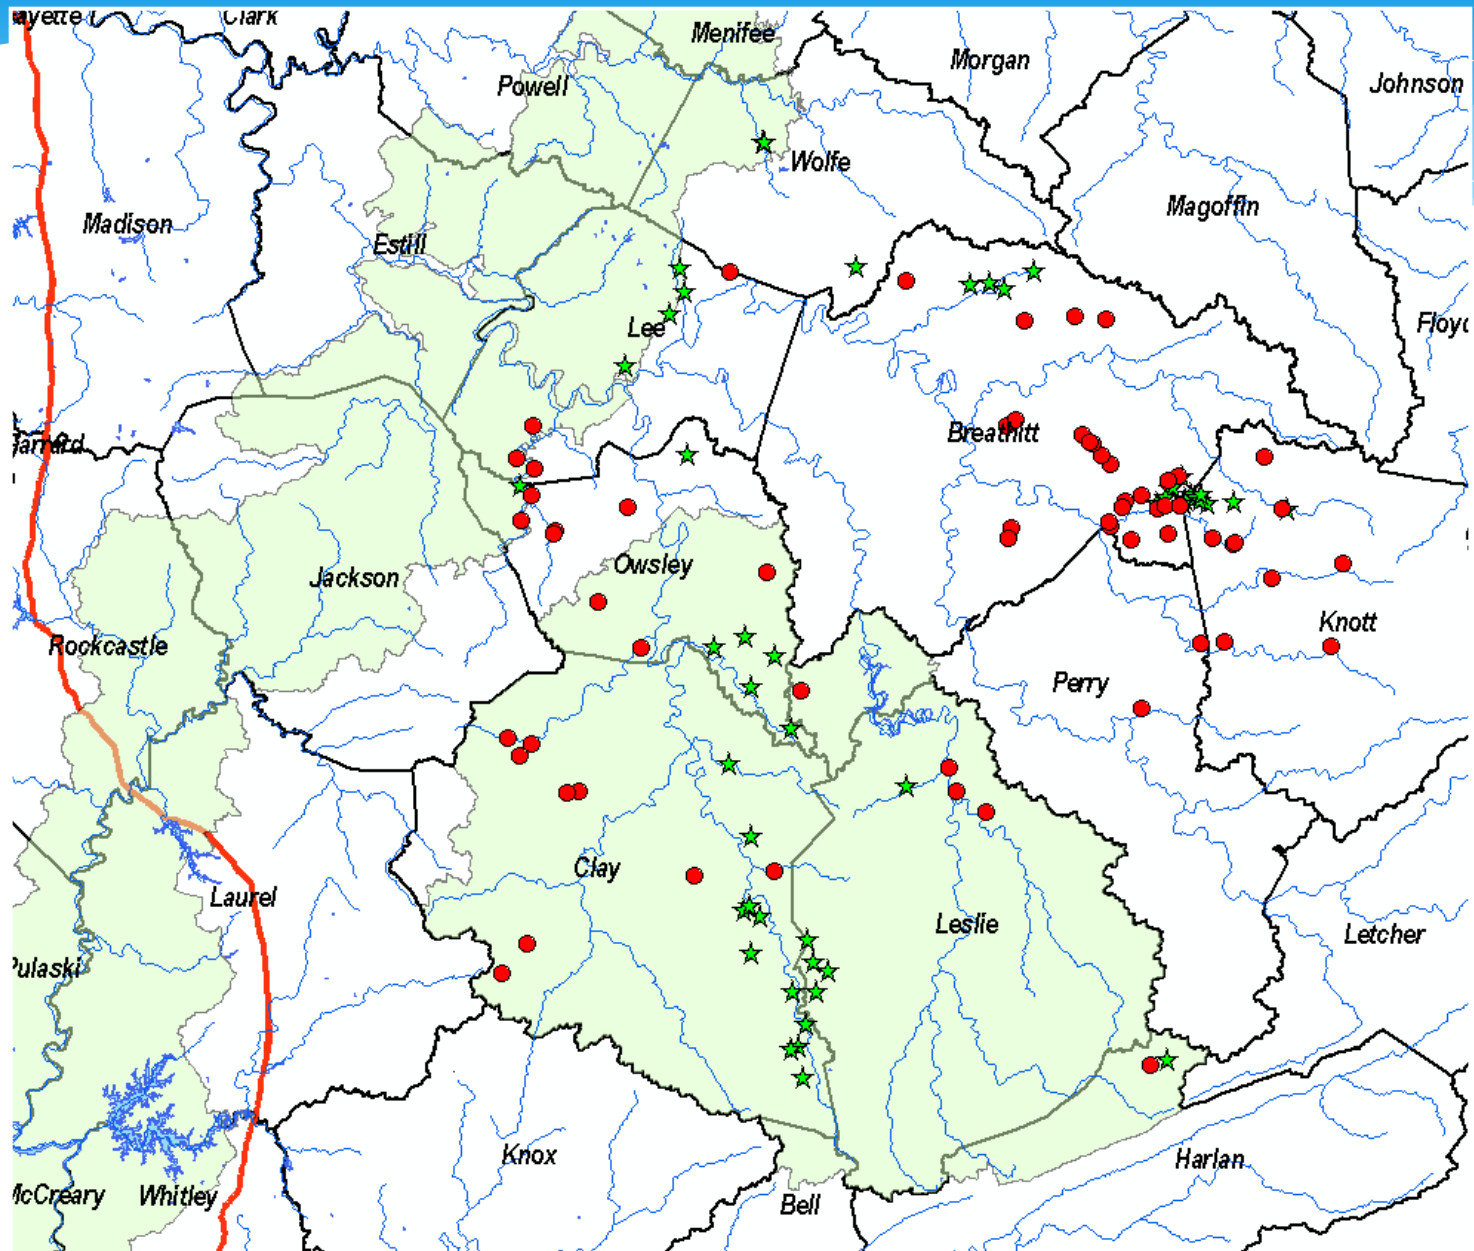 ayette
Clark
Menifee
Morgan
Johnson
Powell
Wolfe
Magoffin
Madison
Estill
Lee
Floyd
Breathitt
Jackson
Owsley
Knott
Rockcastle
Perry
Clay
Laurel
Leslie
Letcher
Pulaski
Knox
Harlan
McCreary
Whitley
Bell